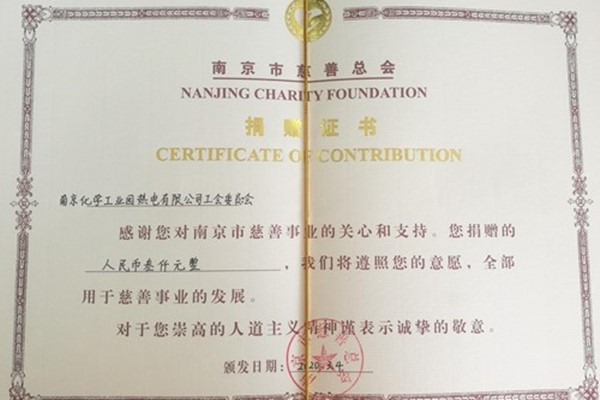 南京市慈善总会
NANJING CHARITY FOUNDATION
捐赠证书
CERTIFICATE OF CONTRIBUTION
南京化学工业园热电有限公司工会委员会
感谢您对南京市慈善事业的关心和支持。您捐赠的
人民币叁仟元整，我们将遵照您的意愿，全部
用于慈善事业的发展。
对于您崇高的人道主义精神谨表示诚挚的敬意。
颁发日期：2020.3.4